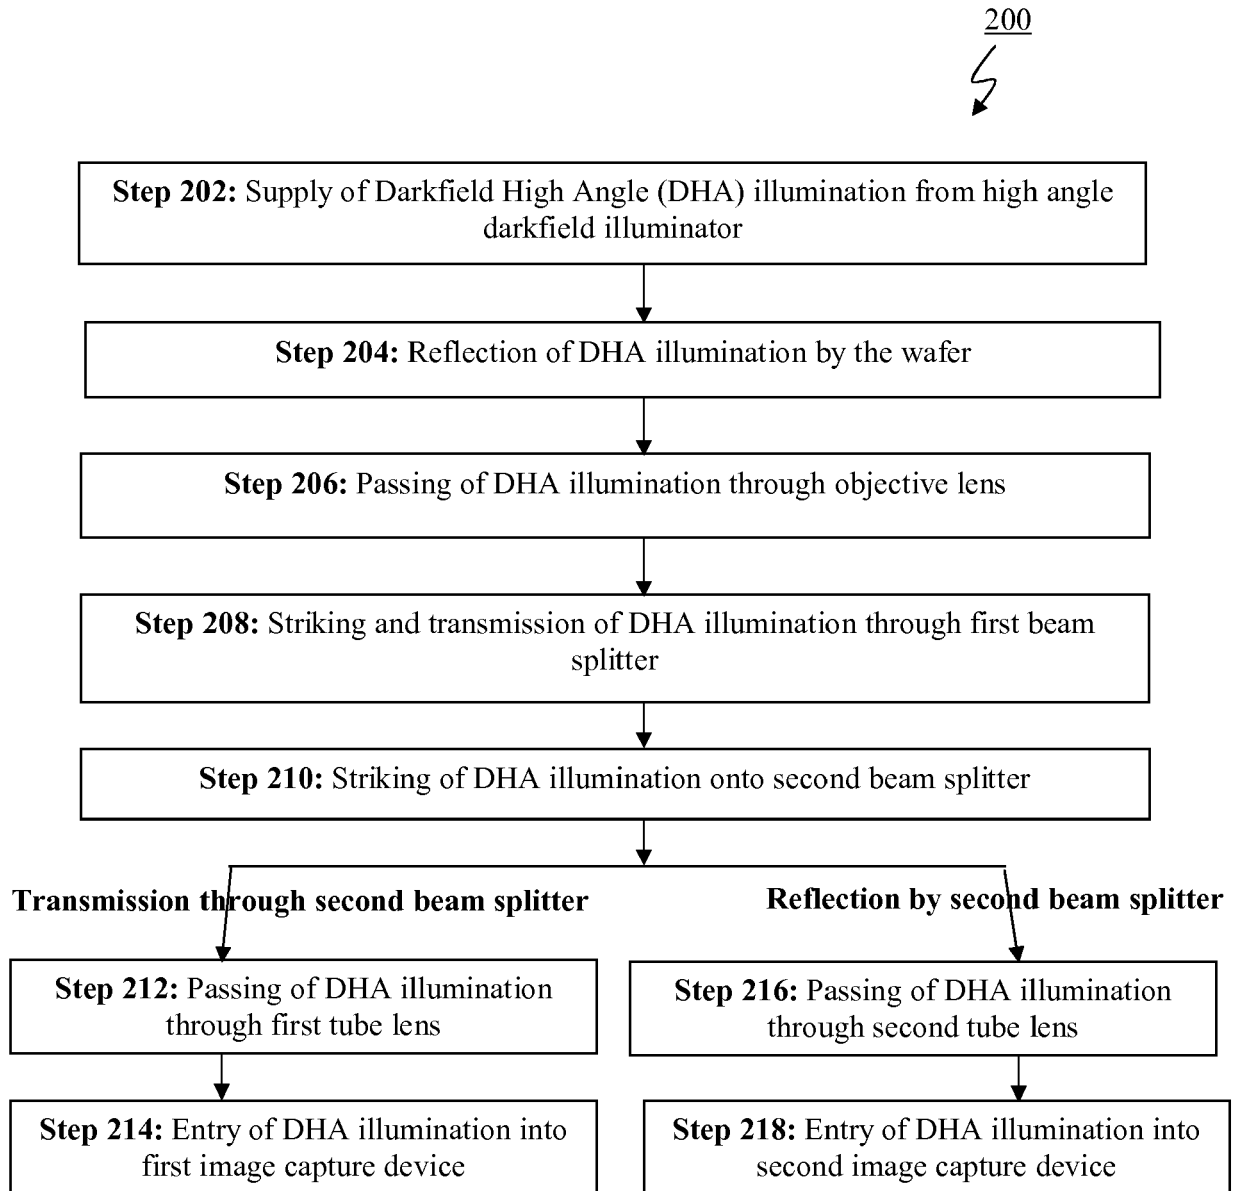 200
Step 202: Supply of Darkfield High Angle (DHA) illumination from high angle
darkfield illuminator
Step 204: Reflection of DHA illumination by the wafer
Step 206: Passing of DHA illumination through objective lens
Step 208: Striking and transmission of DHA illumination through first beam
splitter
Step 210: Striking of DHA illumination onto second beam splitter
Transmission through second beam splitter
Reflection by second beam splitter
Step 212: Passing of DHA illumination
through first tube lens
Step 216: Passing of DHA illumination
through second tube lens
Step 214: Entry of DHA illumination into
first image capture device
Step 218: Entry of DHA illumination into
second image capture device